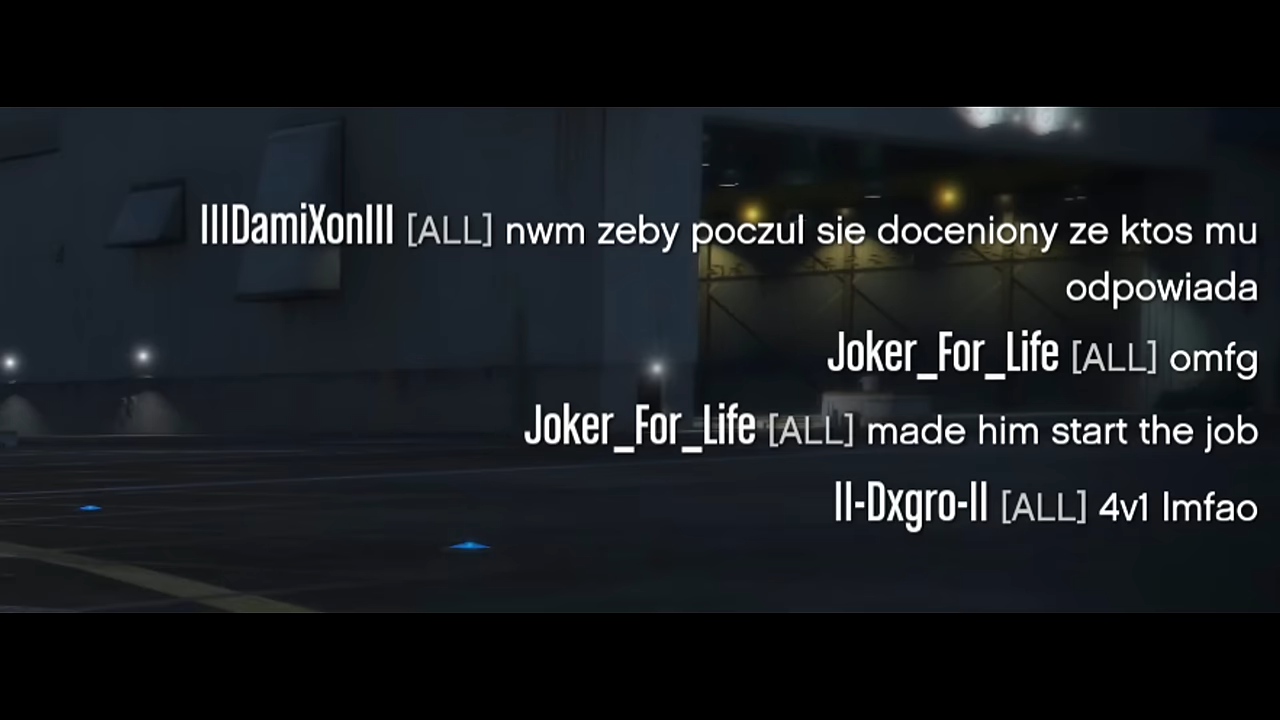 IIIDamiXonIII [ALL] nwm zeby poczul sie doceniony ze ktos mu
odpowiada
Joker_For_Life [ALL] omfg
Joker_For_Life [ALL] made him start the job
II-Dxgro-II [ALL] 4v1 lmfao